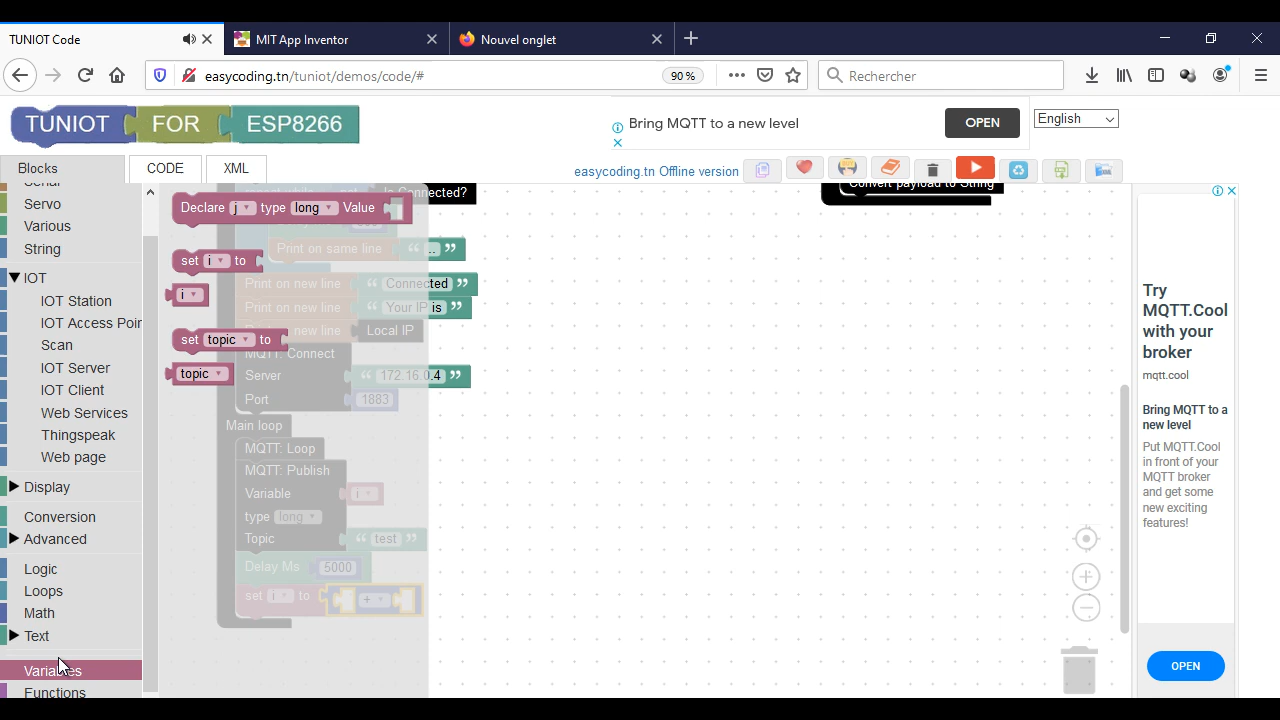 TUNIOT Code
MIT App Inventor
Nouvel onglet
easycoding.tn/tuniot/demos/code/#
90 %
Rechercher
TUNIOT FOR ESP8266
Bring MQTT to a new level
OPEN
English
Blocks
CODE
XML
easycoding.tn Offline version
Servo
Various
String
IOT
IOT Station
IOT Access Poir
Scan
IOT Server
IOT Client
Web Services
Thingspeak
Web page
Display
Conversion
Advanced
Logic
Loops
Math
Text
Variables
Functions
Declare j type long Value
set i to
i
set topic to
topic
is Connected?
Print on same line “ .. ”
Print on new line “ Connected ”
Print on new line “ Your IP is ”
new line Local IP
MQTT: Connect
Server “ 172.16.0.4 ”
Port 1883
Main loop
MQTT: Loop
MQTT: Publish
Variable i
type long
Topic “ test ”
Delay Ms 5000
set i to +
Convert payload to String
Try
MQTT.Cool
with your
broker
mqtt.cool
Bring MQTT to a
new level
Put MQTT.Cool
in front of your
MQTT broker
and get some
new exciting
features!
OPEN